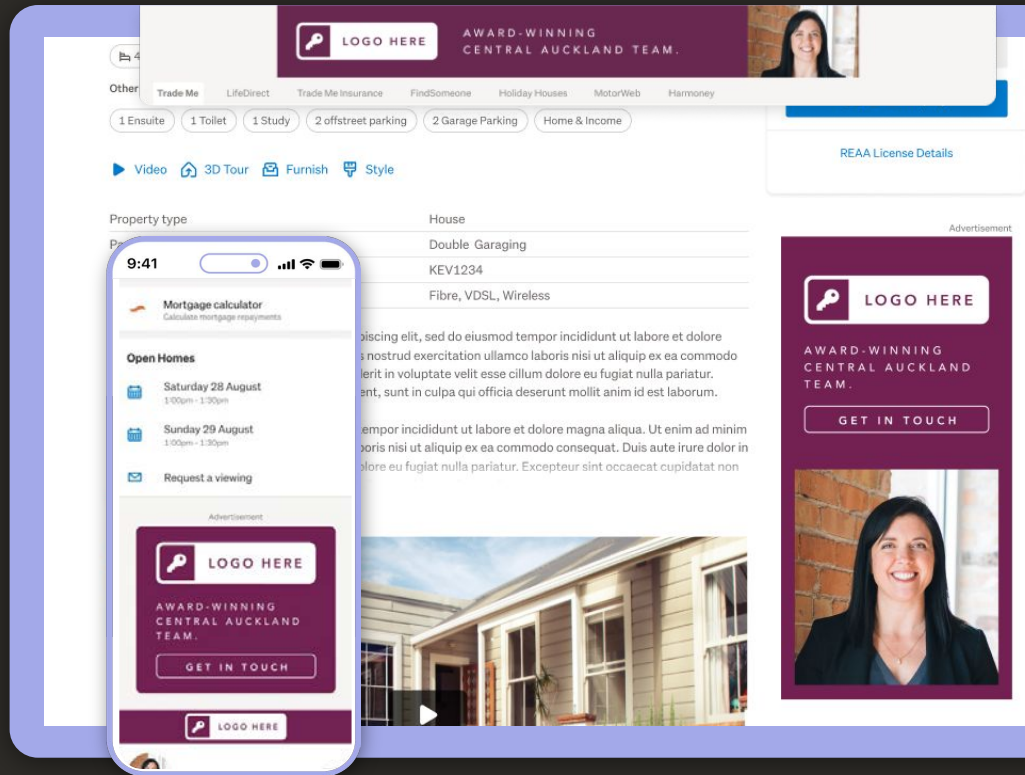 LOGO HERE
AWARD-WINNING
CENTRAL AUCKLAND TEAM.
Trade Me LifeDirect Trade Me Insurance FindSomeone Holiday Houses MotorWeb Harmoney
4
Other
1 Ensuite 1 Toilet 1 Study 2 offstreet parking 2 Garage Parking Home & Income
Video 3D Tour Furnish Style
Property type House
Double Garaging
KEV1234
Fibre, VDSL, Wireless
elit, sed do eiusmod tempor incididunt ut labore et dolore
nostrud exercitation ullamco laboris nisi ut aliquip ex ea commodo
in voluptate velit esse cillum dolore eu fugiat nulla pariatur.
sunt in culpa qui officia deserunt mollit anim id est laborum.
incididunt ut labore et dolore magna aliqua. Ut enim ad minim
nisi ut aliquip ex ea commodo consequat. Duis aute irure dolor in
eu fugiat nulla pariatur. Excepteur sint occaecat cupidatat non
REAA License Details
Advertisement
LOGO HERE
AWARD-WINNING
CENTRAL AUCKLAND
TEAM.
GET IN TOUCH
9:41
Mortgage calculator
Calculate mortgage repayments
Open Homes
Saturday 28 August
1:00pm - 1:30pm
Sunday 29 August
1:00pm - 1:30pm
Request a viewing
Advertisement
LOGO HERE
AWARD-WINNING
CENTRAL AUCKLAND
TEAM.
GET IN TOUCH
LOGO HERE